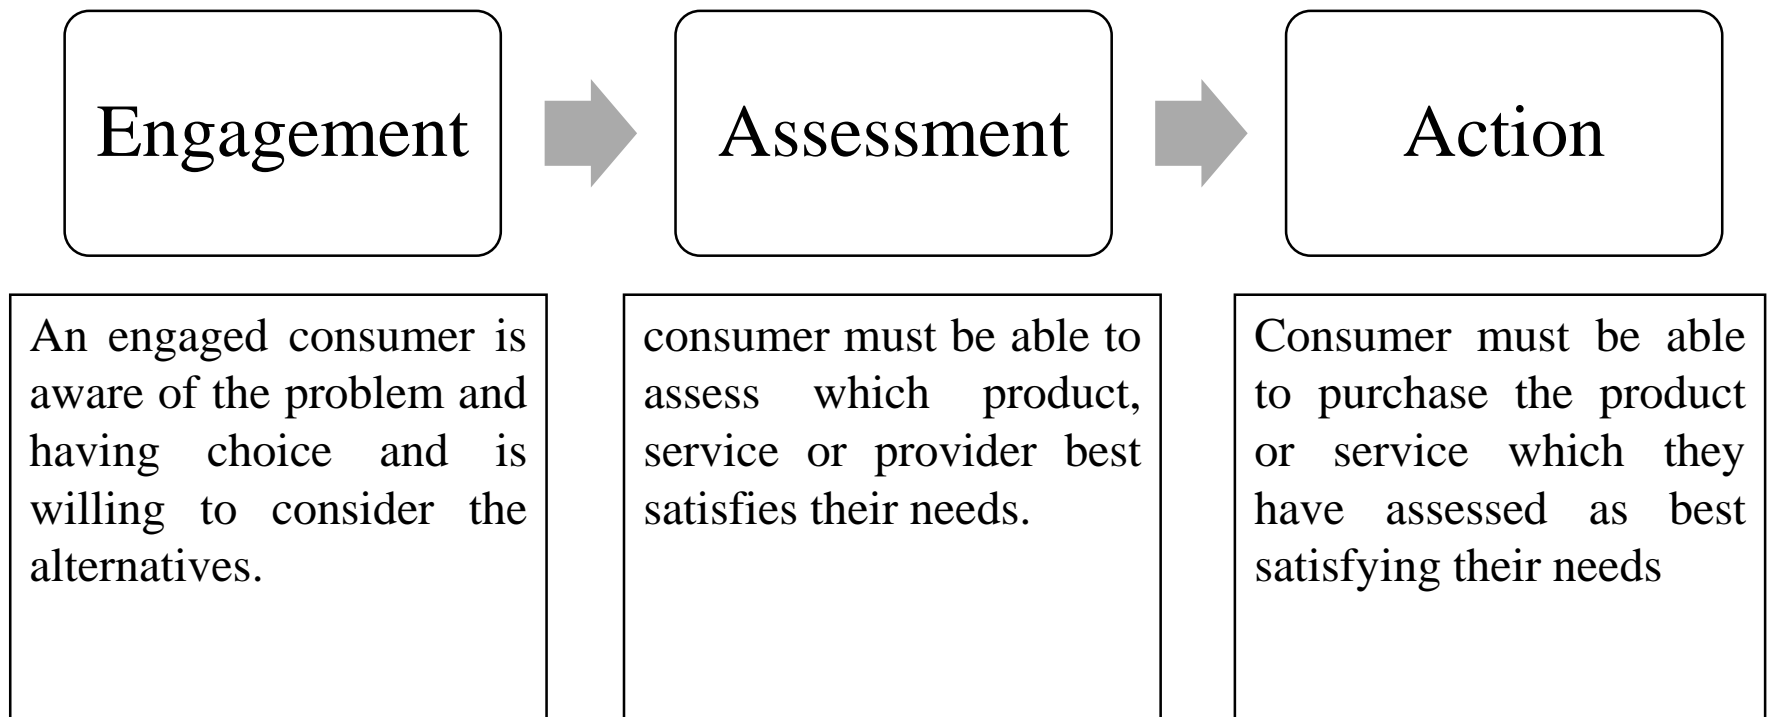 Engagement
Assessment
Action
An engaged consumer is
aware of the problem and
having choice and is
willing to consider the
alternatives.
consumer must be able to
assess which product,
service or provider best
satisfies their needs.
Consumer must be able
to purchase the product
or service which they
have assessed as best
satisfying their needs